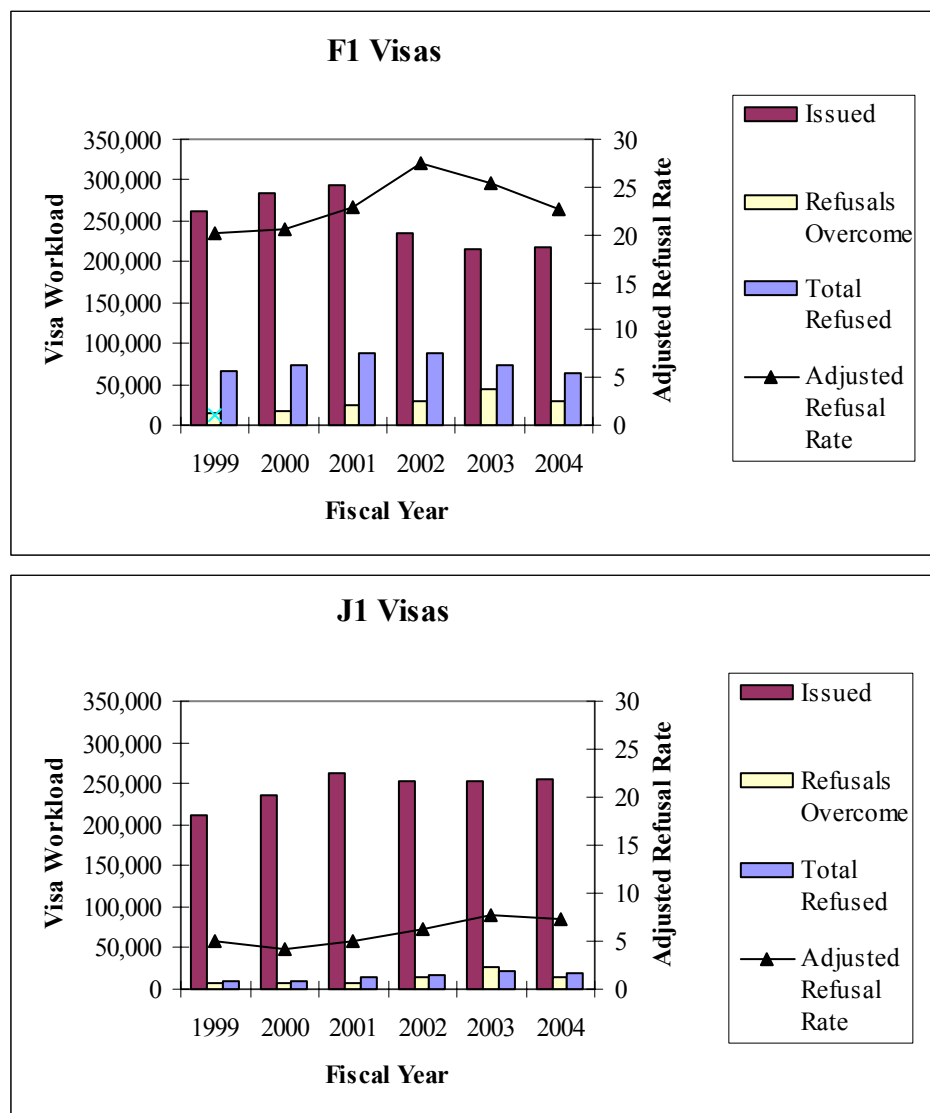 F1 Visas
350,000
300,000
250,000
200,000
150,000
100,000
50,000
0
Visa Workload
30
25
20
15
10
5
0
Adjusted Refusal Rate
1999 2000 2001 2002 2003 2004
Fiscal Year
Issued
Refusals
Overcome
Total
Refused
Adjusted
Refusal
Rate
J1 Visas
350,000
300,000
250,000
200,000
150,000
100,000
50,000
0
Visa Workload
30
25
20
15
10
5
0
Adjusted Refusal Rate
1999 2000 2001 2002 2003 2004
Fiscal Year
Issued
Refusals
Overcome
Total
Refused
Adjusted
Refusal
Rate